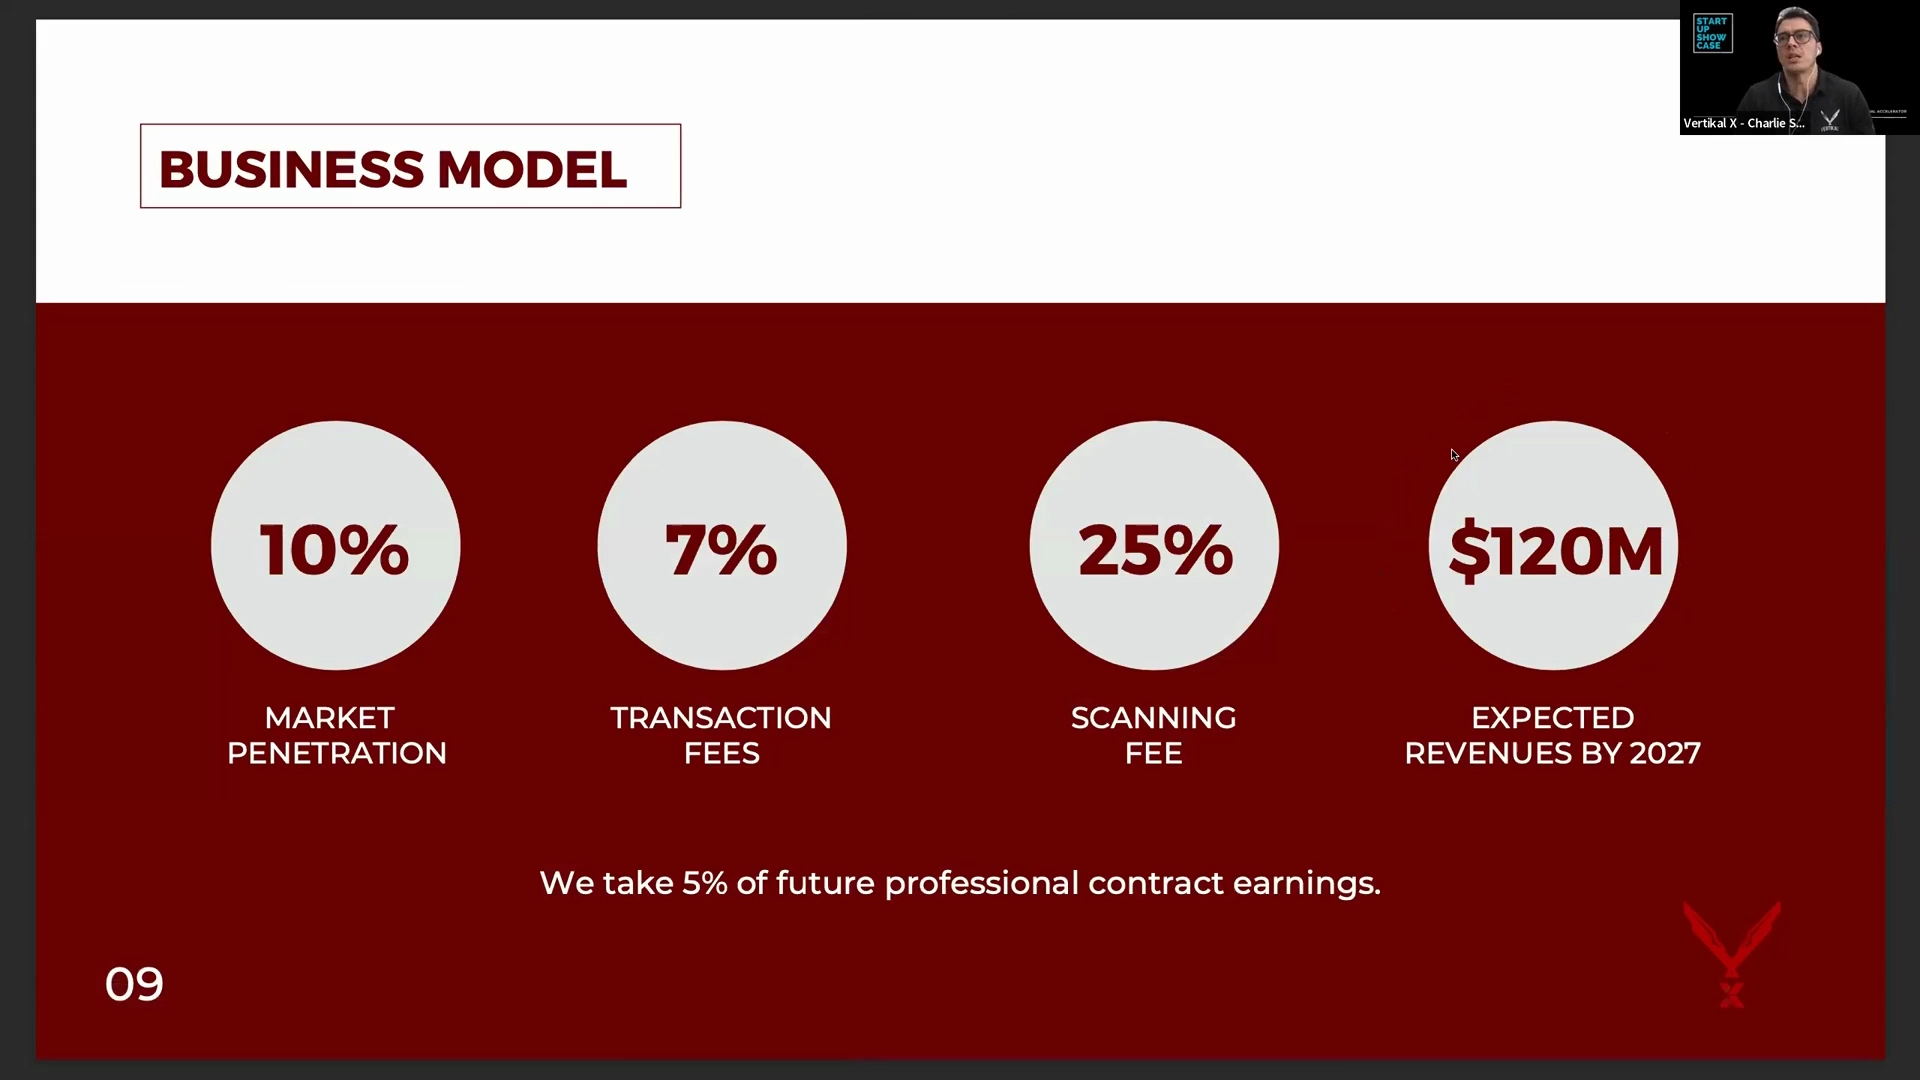 START
UP
SHOW
CASE
Vertikal X - Charlie S...
BUSINESS MODEL
10%
7%
25%
$120M
MARKET
PENETRATION
TRANSACTION
FEES
SCANNING
FEE
EXPECTED
REVENUES BY 2027
We take 5% of future professional contract earnings.
09